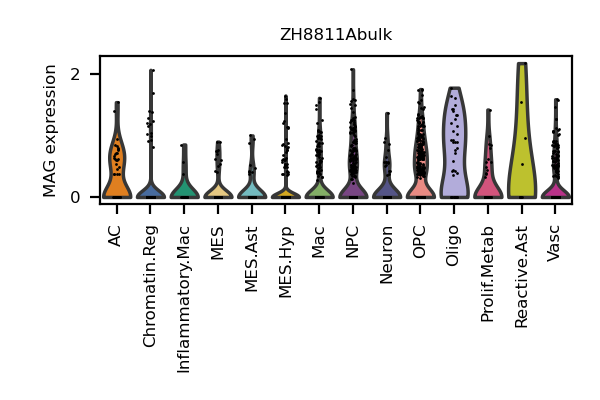 ZH8811Abulk
MAG expression
2
0
AC
Chromatin.Reg
Inflammatory.Mac
MES
MES.Ast
MES.Hyp
Mac
NPC
Neuron
OPC
Oligo
Prolif.Metab
Reactive.Ast
Vasc